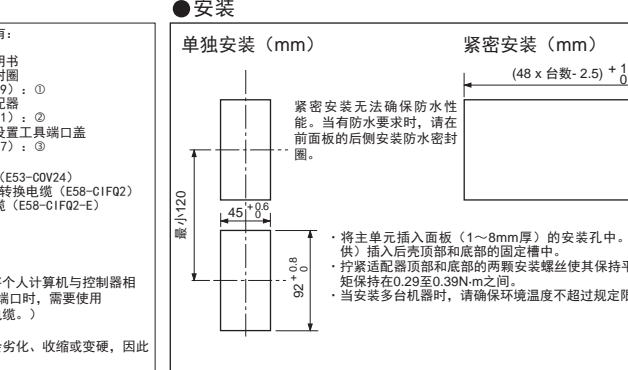 有：
明书
封圈
9）：①
配器
1）：②
设置工具端口盖
7）：③
（E53-COV24）
转换电缆（E58-CIFQ2）
缆（E58-CIFQ2-E）
个人计算机与控制器相
端口时，需要使用
电缆。）
劣化、收缩或变硬，因此
●安装
单独安装（mm）
紧密安装无法确保防水性
能。当有防水要求时，请在
前面板的后侧安装防水密封
圈。
最小120
45 +0.6 0
92 +0.8 0
紧密安装（mm）
(48 x 台数- 2.5) +1 0
・将主单元插入面板（1～8mm厚）的安装孔中。
供）插入后壳顶部和底部的固定槽中。
・拧紧适配器顶部和底部的两颗安装螺丝使其保持平
矩保持在0.29至0.39N·m之间。
・当安装多台机器时，请确保环境温度不超过规定限